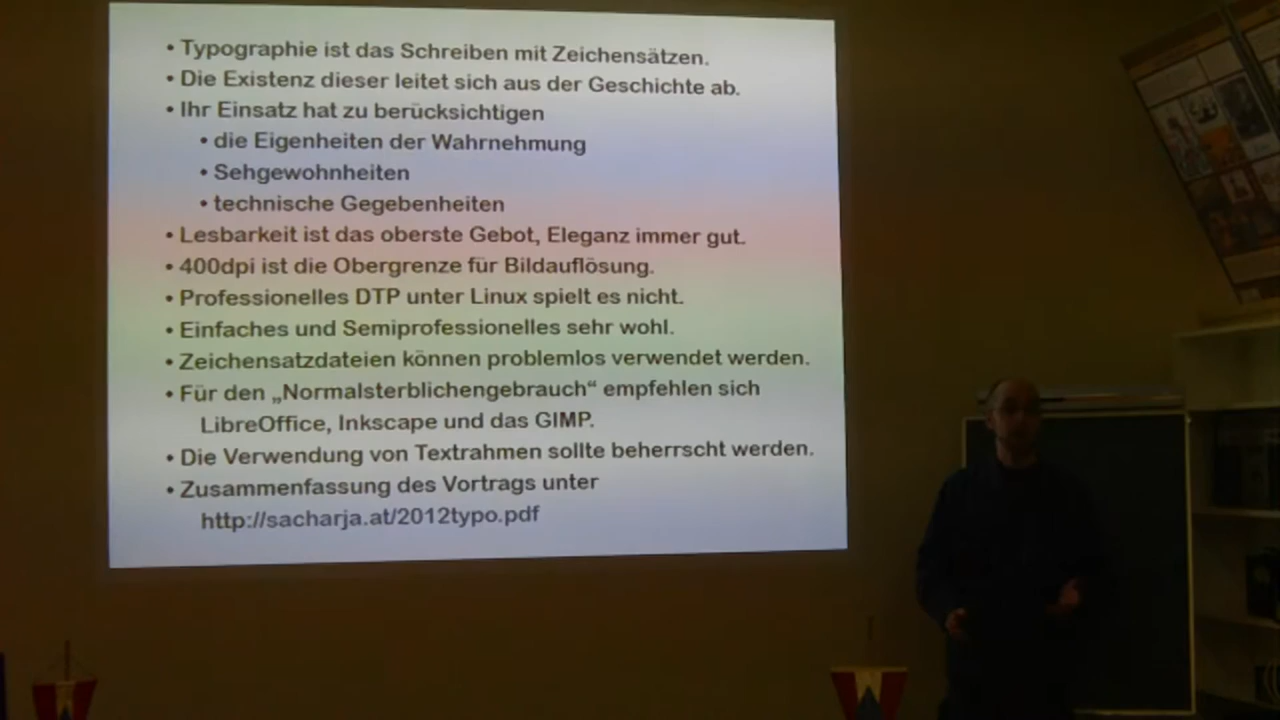 • Typographie ist das Schreiben mit Zeichensätzen.
• Die Existenz dieser leitet sich aus der Geschichte ab.
• Ihr Einsatz hat zu berücksichtigen
• die Eigenheiten der Wahrnehmung
• Sehgewohnheiten
• technische Gegebenheiten
• Lesbarkeit ist das oberste Gebot, Eleganz immer gut.
• 400dpi ist die Obergrenze für Bildauflösung.
• Professionelles DTP unter Linux spielt es nicht.
• Einfaches und Semiprofessionelles sehr wohl.
• Zeichensatzdateien können problemlos verwendet werden.
• Für den „Normalsterblichengebrauch“ empfehlen sich
LibreOffice, Inkscape und das GIMP.
• Die Verwendung von Textrahmen sollte beherrscht werden.
• Zusammenfassung des Vortrags unter
http://sacharja.at/2012typo.pdf